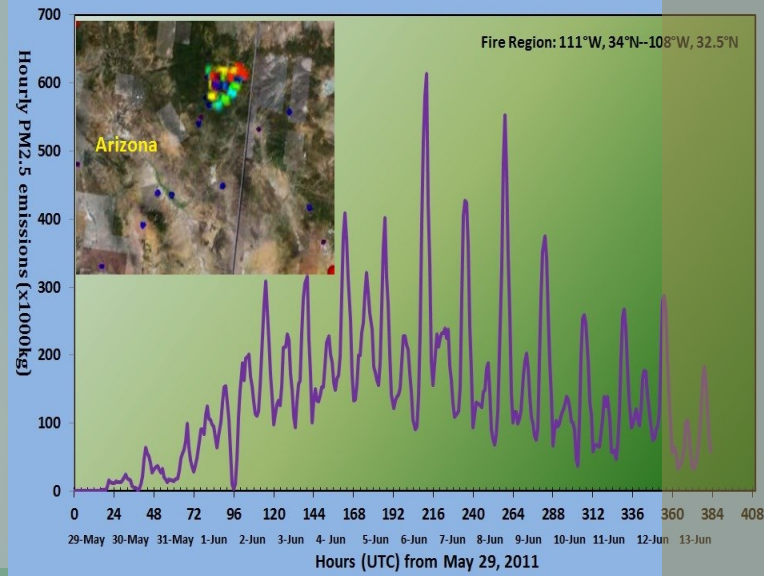 Fire Region: 111°W, 34°N--108°W, 32.5°N
Arizona
Hourly PM2.5 emissions (x1000kg)
700
600
500
400
300
200
100
0
0 24 48 72 96 120 144 168 192 216 240 264 288 312 336 360 384 408
29-May 30-May 31-May 1-Jun 2-Jun 3-Jun 4- Jun 5-Jun 6-Jun 7-Jun 8-Jun 9-Jun 10-Jun 11-Jun 12-Jun 13-Jun
Hours (UTC) from May 29, 2011